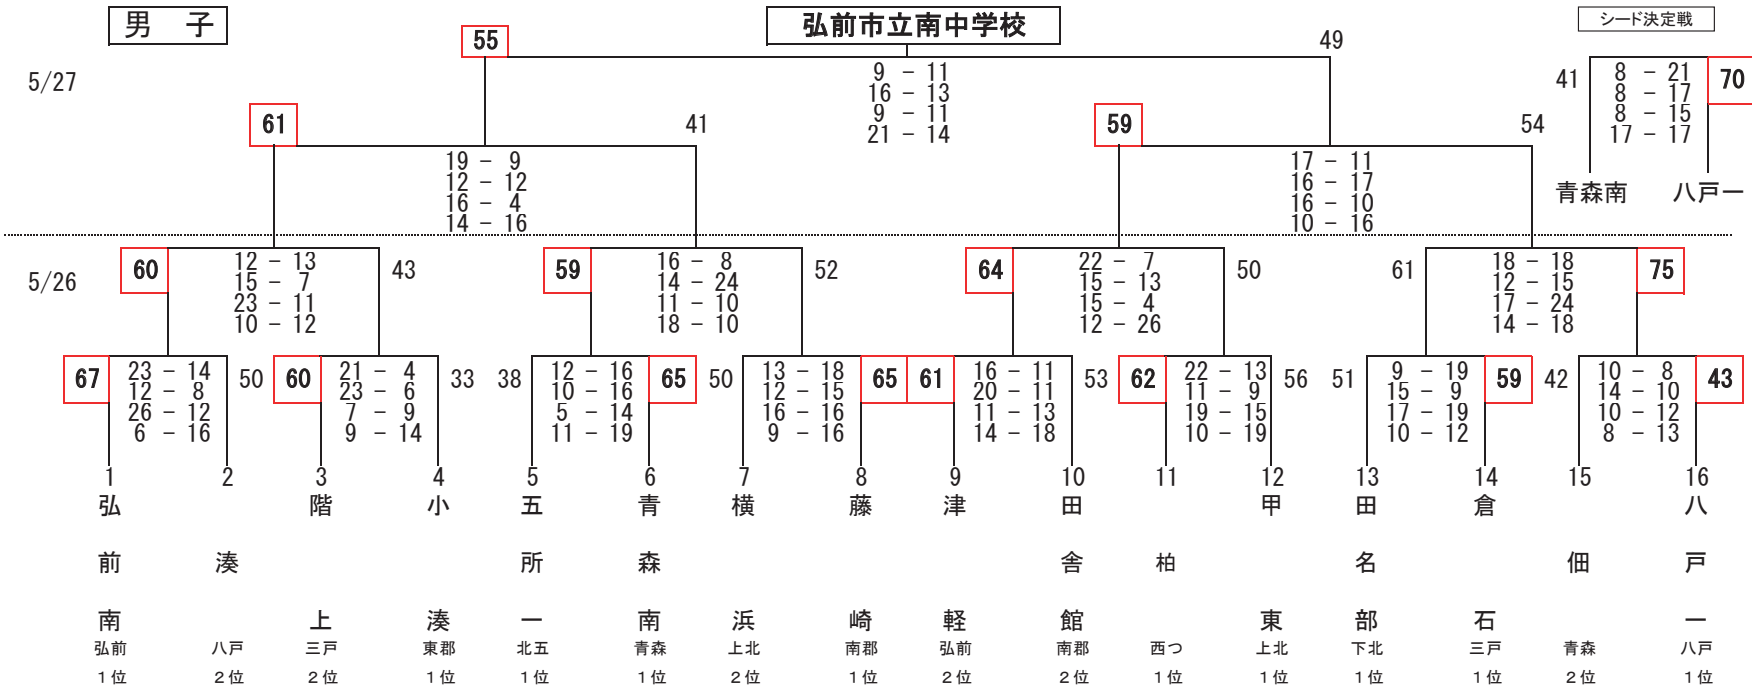 男 子
弘前市立南中学校
シード決定戦
55
49
5/27
9 - 11
16 - 13
9 - 11
21 - 14
41
8 - 21
8 - 17
8 - 15
17 - 17
70
青森南
八戸一
61
41
19 - 9
12 - 12
16 - 4
14 - 16
59
54
17 - 11
16 - 17
16 - 10
10 - 16
5/26
60
12 - 13
15 - 7
23 - 11
10 - 12
43
59
16 - 8
14 - 24
11 - 10
18 - 10
52
64
22 - 7
15 - 13
15 - 4
12 - 26
50
61
18 - 18
12 - 15
17 - 24
14 - 18
75
67
23 - 14
12 - 8
26 - 12
6 - 16
50
60
21 - 4
23 - 6
7 - 9
9 - 14
33
38
12 - 16
10 - 16
5 - 14
11 - 19
65
50
13 - 18
12 - 15
16 - 16
9 - 16
65
61
16 - 11
20 - 11
11 - 13
14 - 18
53
62
22 - 13
11 - 9
19 - 15
10 - 19
56
51
9 - 19
15 - 9
17 - 19
10 - 12
59
42
10 - 8
14 - 10
10 - 12
8 - 13
43
1 2 3 4 5 6 7 8 9 10 11 12 13 14 15 16
弘前南
湊
階上
小湊
五所一
青森南
横浜
藤崎
津軽
田舎館
柏
甲東
田名部
倉石
佃
八戸一
弘前 八戸 三戸 東郡 北五 青森 上北 南郡 弘前 南郡 西つ 上北 下北 三戸 青森 八戸
1位 2位 2位 1位 1位 1位 2位 1位 2位 2位 1位 1位 1位 1位 2位 1位